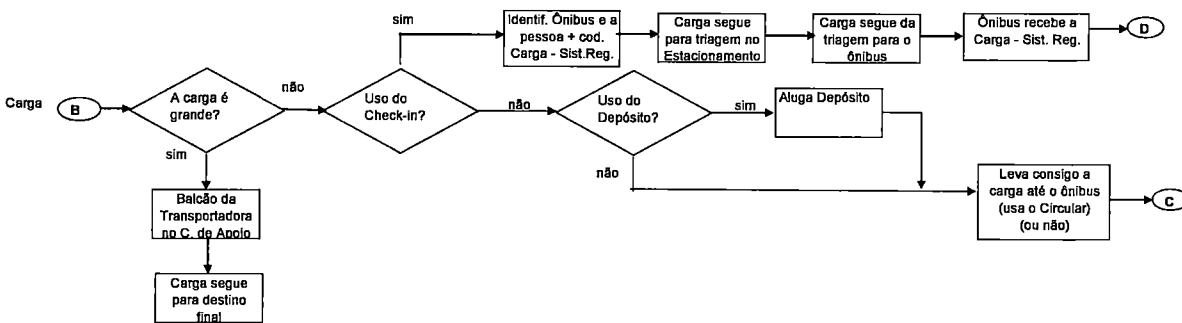 sim
Identif. Ônibus e a
pessoa + cod.
Carga - Sist.Reg.
Carga segue
para triagem no
Estacionamento
Carga segue da
triagem para o
ônibus
Ônibus recebe a
Carga - Sist. Reg.
D
Carga
B
A carga é
grande?
não
Uso do
Check-in?
não
Uso do
Depósito?
sim
Aluga Depósito
sim
não
Balcão da
Transportadora
no C. de Apoio
Leva consigo a
carga até o ônibus
(usa o Circular)
(ou não)
C
Carga segue
para destino
final